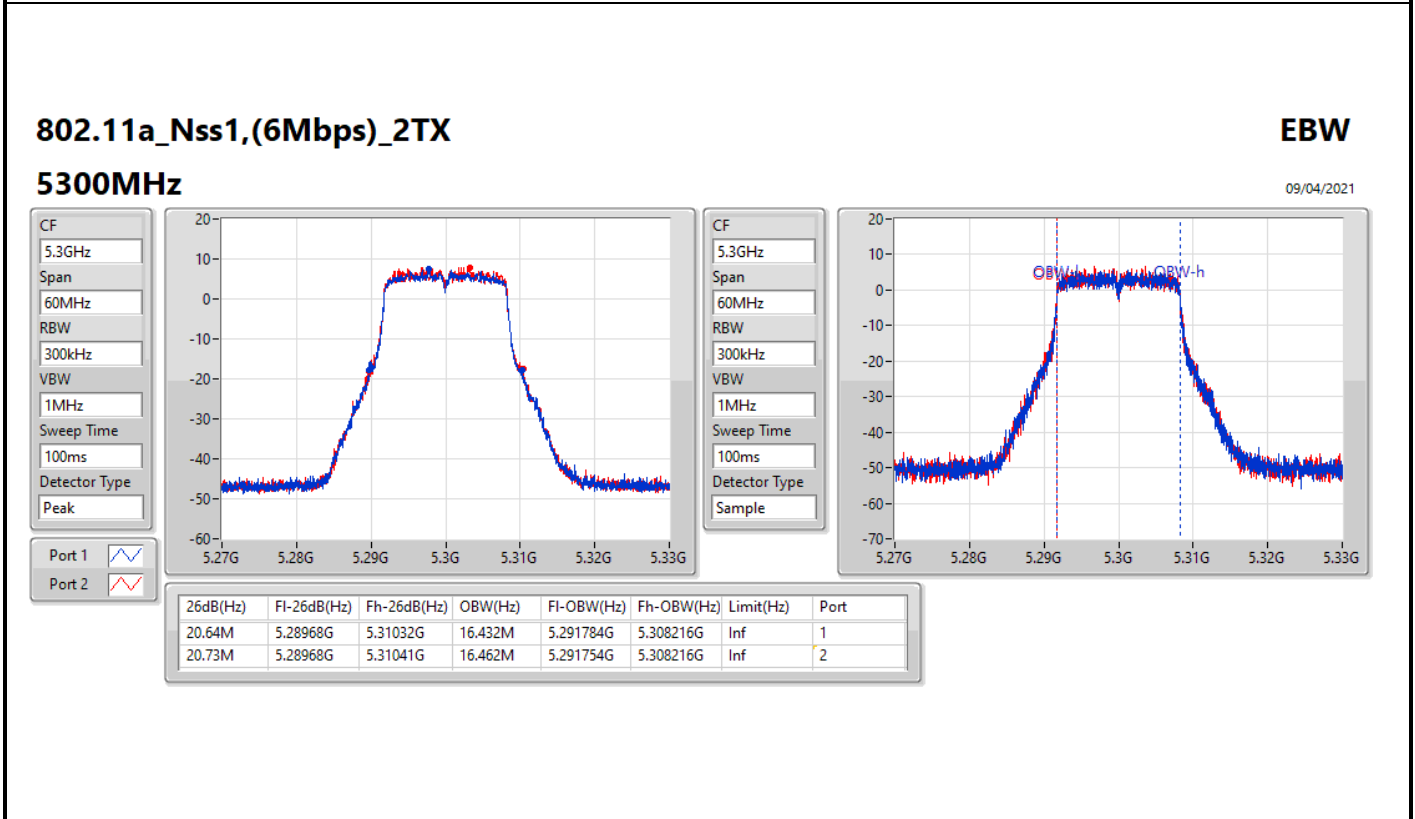 802.11a_Nss1,(6Mbps)_2TX
EBW
5300MHz
09/04/2021
CF
5.3GHz
Span
60MHz
RBW
300kHz
VBW
1MHz
Sweep Time
100ms
Detector Type
Peak
Port 1
Port 2
20
10
0
-10
-20
-30
-40
-50
-60
5.27G 5.28G 5.29G 5.3G 5.31G 5.32G 5.33G
CF
5.3GHz
Span
60MHz
RBW
300kHz
VBW
1MHz
Sweep Time
100ms
Detector Type
Sample
20
10
0
-10
-20
-30
-40
-50
-60
-70
OBW-h
5.27G 5.28G 5.29G 5.3G 5.31G 5.32G 5.33G
26dB(Hz) Fl-26dB(Hz) Fh-26dB(Hz) OBW(Hz) Fl-OBW(Hz) Fh-OBW(Hz) Limit(Hz) Port
20.64M 5.28968G 5.31032G 16.432M 5.291784G 5.308216G Inf 1
20.73M 5.28968G 5.31041G 16.462M 5.291754G 5.308216G Inf 2